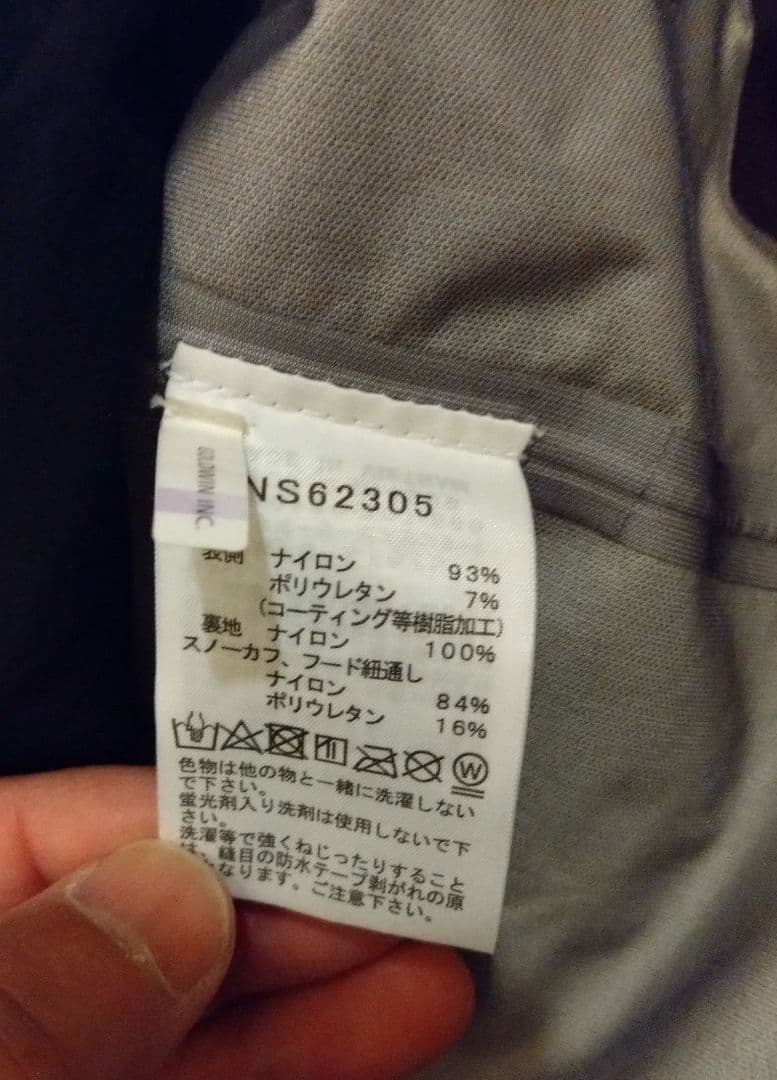 GOLDWIN INC
NS62305
表側 ナイロン 93%
ポリウレタン 7%
(コーティング等樹脂加工)
裏地 ナイロン 100%
スノーカフ、フード紐通し
ナイロン 84%
ポリウレタン 16%
W
色物は他の物と一緒に洗濯しない
で下さい。
蛍光剤入り洗剤は使用しないで下
さい。
洗濯等で強くねじったりすること
は、縫目の防水テープ剥がれの原
となります。ご注意下さい。